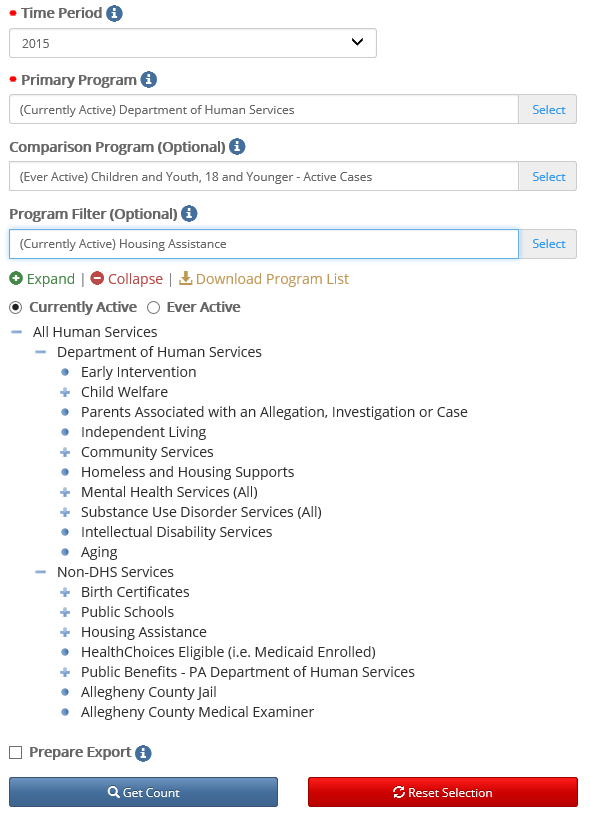 Time Period
2015
Primary Program
(Currently Active) Department of Human Services Select
Comparison Program (Optional)
(Ever Active) Children and Youth, 18 and Younger - Active Cases Select
Program Filter (Optional)
(Currently Active) Housing Assistance Select
Expand | Collapse | Download Program List
Currently Active Ever Active
All Human Services
Department of Human Services
Early Intervention
Child Welfare
Parents Associated with an Allegation, Investigation or Case
Independent Living
Community Services
Homeless and Housing Supports
Mental Health Services (All)
Substance Use Disorder Services (All)
Intellectual Disability Services
Aging
Non-DHS Services
Birth Certificates
Public Schools
Housing Assistance
HealthChoices Eligible (i.e. Medicaid Enrolled)
Public Benefits - PA Department of Human Services
Allegheny County Jail
Allegheny County Medical Examiner
Prepare Export
Get Count Reset Selection